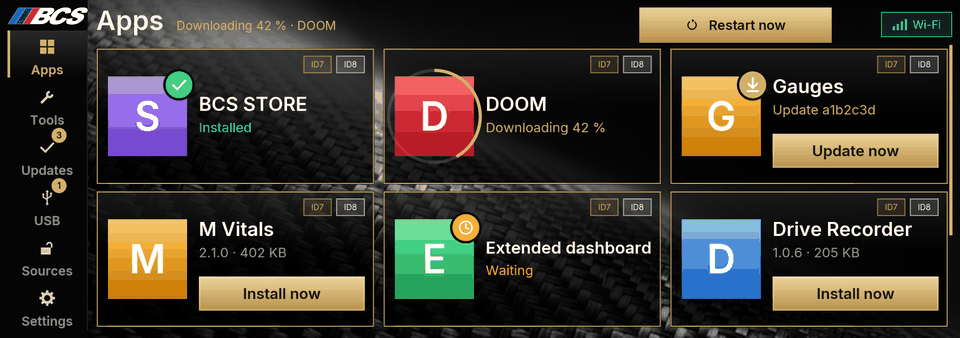 BCS
Apps
Tools
3
Updates
1
USB
Sources
Settings
Apps
Downloading 42 % · DOOM
Restart now
Wi-Fi
ID7 ID8
S
BCS STORE
Installed
ID7 ID8
D
DOOM
Downloading 42 %
ID7 ID8
G
Gauges
Update a1b2c3d
Update now
ID7 ID8
M
M Vitals
2.1.0 · 402 KB
Install now
ID7 ID8
E
Extended dashboard
Waiting
ID7 ID8
D
Drive Recorder
1.0.6 · 205 KB
Install now